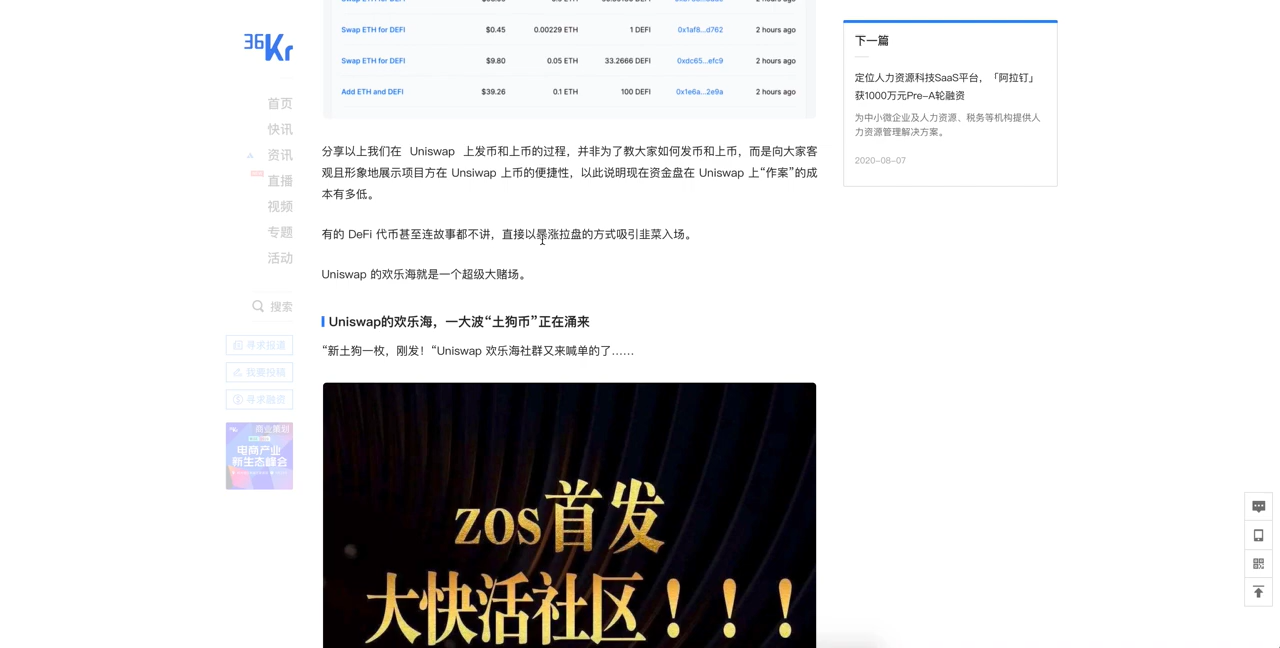 36Kr
首页
快讯
资讯
直播
视频
专题
活动
搜索
寻求报道
我要投稿
寻求融资
商业策划
电商产业
新生态峰会
Swap ETH for DEFI $0.45 0.00229 ETH 1 DEFI 0x1af8...d762 2 hours ago
Swap ETH for DEFI $9.80 0.05 ETH 33.2666 DEFI 0xdc65...efc9 2 hours ago
Add ETH and DEFI $39.26 0.1 ETH 100 DEFI 0x1e6a...2e9a 2 hours ago
分享以上我们在 Uniswap 上发币和上币的过程，并非为了教大家如何发币和上币，而是向大家客
观且形象地展示项目方在 Unsiwap 上币的便捷性，以此说明现在资金盘在 Uniswap 上“作案”的成
本有多低。
有的 DeFi 代币甚至连故事都不讲，直接以暴涨拉盘的方式吸引韭菜入场。
Uniswap 的欢乐海就是一个超级大赌场。
Uniswap的欢乐海，一大波“土狗币”正在涌来
“新土狗一枚，刚发！“Uniswap 欢乐海社群又来喊单的了……
zos首发
大快活社区！！！
下一篇
定位人力资源科技SaaS平台，「阿拉钉」
获1000万元Pre-A轮融资
为中小微企业及人力资源、税务等机构提供人
力资源管理解决方案。
2020-08-07